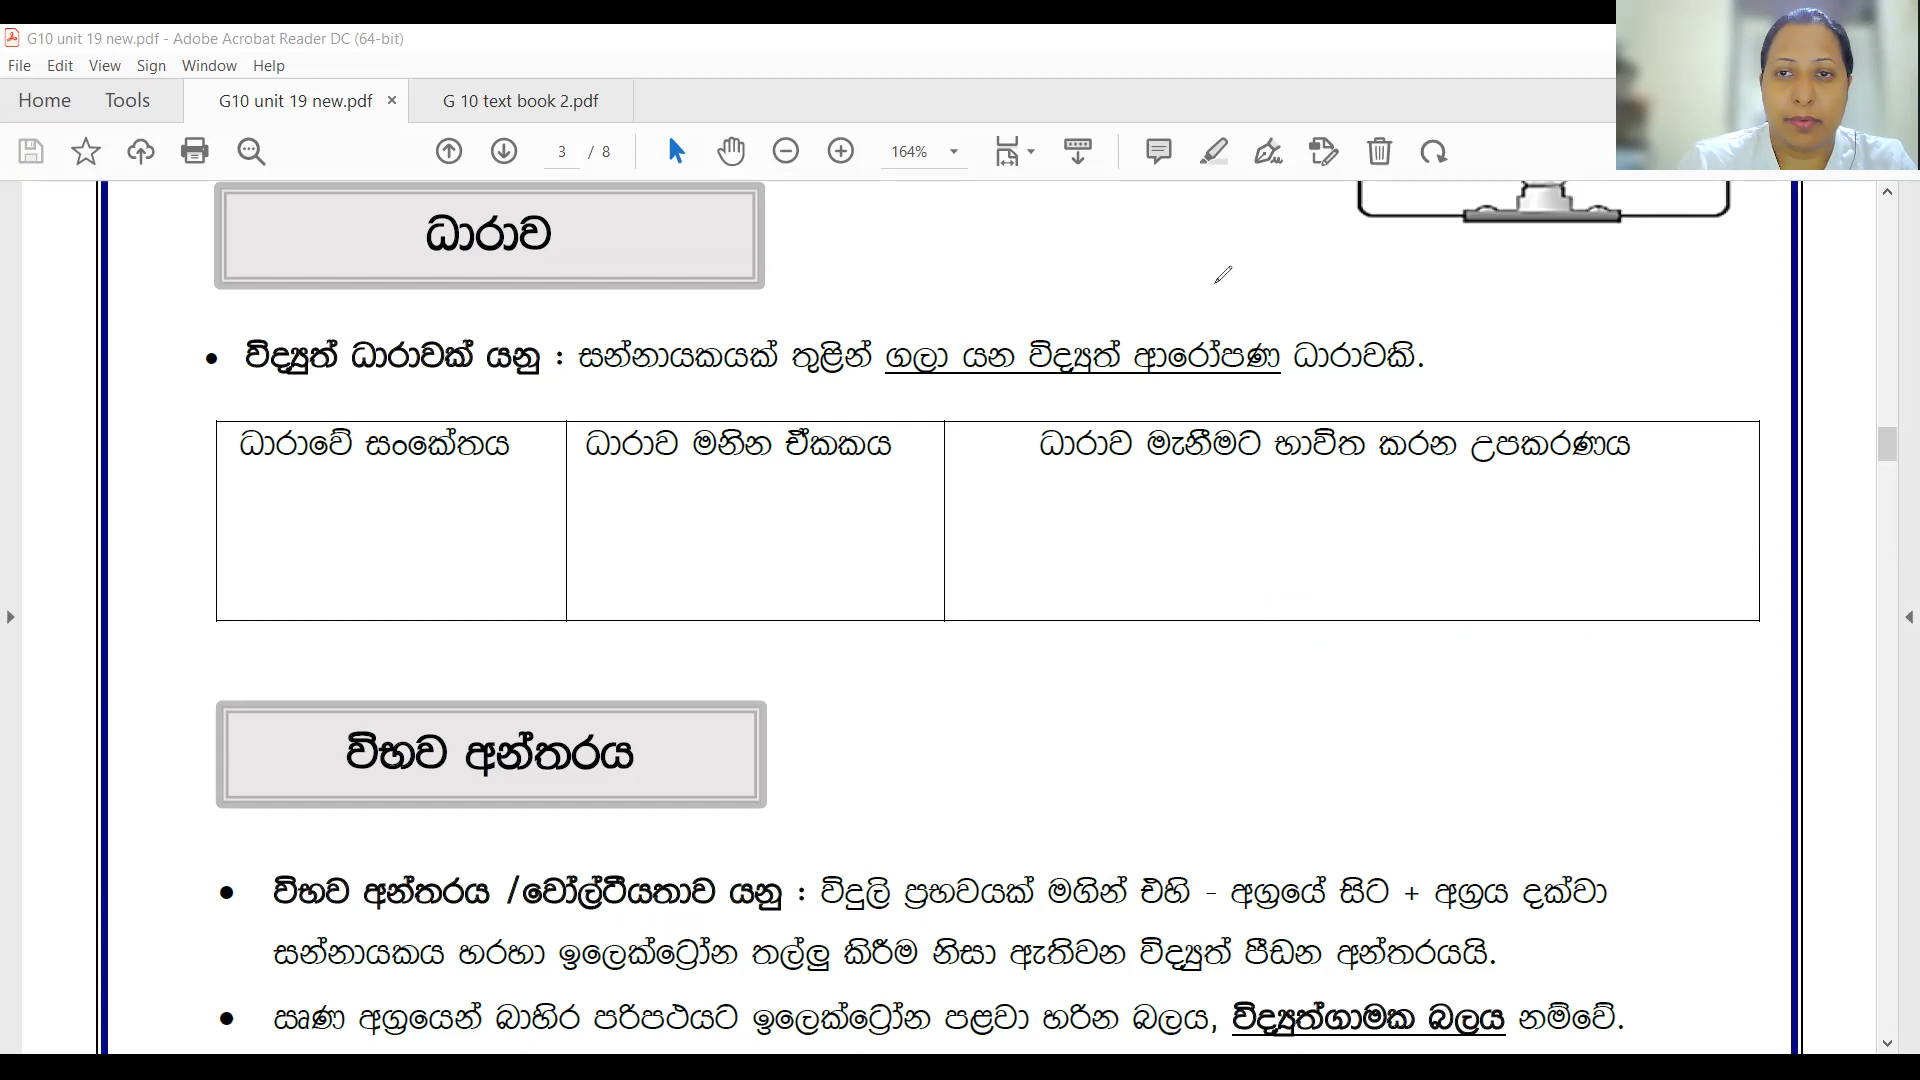 G10 unit 19 new.pdf - Adobe Acrobat Reader DC (64-bit)
File Edit View Sign Window Help
Home Tools G10 unit 19 new.pdf × G 10 text book 2.pdf
3 / 8 164%
ධාරාව
• විද්‍යුත් ධාරාවක් යනු : සන්නායකයක් තුළින් ගලා යන විද්‍යුත් ආරෝපණ ධාරාවකි.
ධාරාවේ සංකේතය ධාරාව මනින ඒකකය ධාරාව මැනීමට භාවිත කරන උපකරණය
විභව අන්තරය
• විභව අන්තරය /වෝල්ටීයතාව යනු : විදුලි ප්‍රභවයක් මගින් එහි - අග්‍රයේ සිට + අග්‍රය දක්වා
සන්නායකය හරහා ඉලෙක්ට්‍රෝන තල්ලු කිරීම නිසා ඇතිවන විද්‍යුත් පීඩන අන්තරයයි.
• ඍණ අග්‍රයෙන් බාහිර පරිපථයට ඉලෙක්ට්‍රෝන පළවා හරින බලය, විද්‍යුත්ගාමක බලය නම්වේ.